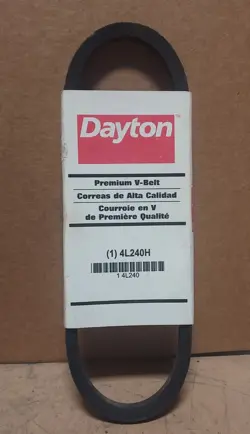 Dayton
Premium V-Belt
Correas de Alta Calidad
Courroie en V
de Première Qualité
(1) 4L240H
1 4L240